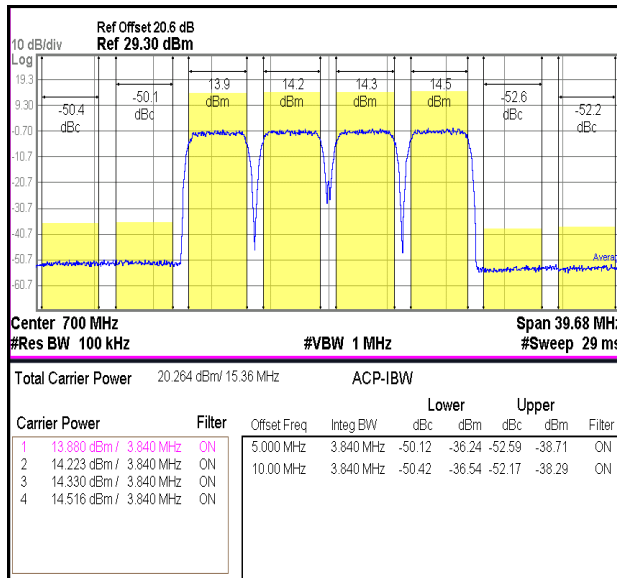 Ref Offset 20.6 dB
10 dB/div Ref 29.30 dBm
Log
19.3
9.30
-0.70
-10.7
-20.7
-30.7
-40.7
-50.7
-60.7
-50.4 dBc
-50.1 dBc
13.9 dBm
14.2 dBm
14.3 dBm
14.5 dBm
-52.6 dBc
-52.2 dBc
Center 700 MHz Span 39.68 MHz
#Res BW 100 kHz #VBW 1 MHz #Sweep 29 ms
Total Carrier Power 20.264 dBm/ 15.36 MHz ACP-IBW
Lower Upper
Carrier Power Filter Offset Freq Integ BW dBc dBm dBc dBm Filter
1 13.880 dBm / 3.840 MHz ON 5.000 MHz 3.840 MHz -50.12 -36.24 -52.59 -38.71 ON
2 14.223 dBm / 3.840 MHz ON 10.00 MHz 3.840 MHz -50.42 -36.54 -52.17 -38.29 ON
3 14.330 dBm / 3.840 MHz ON
4 14.516 dBm / 3.840 MHz ON